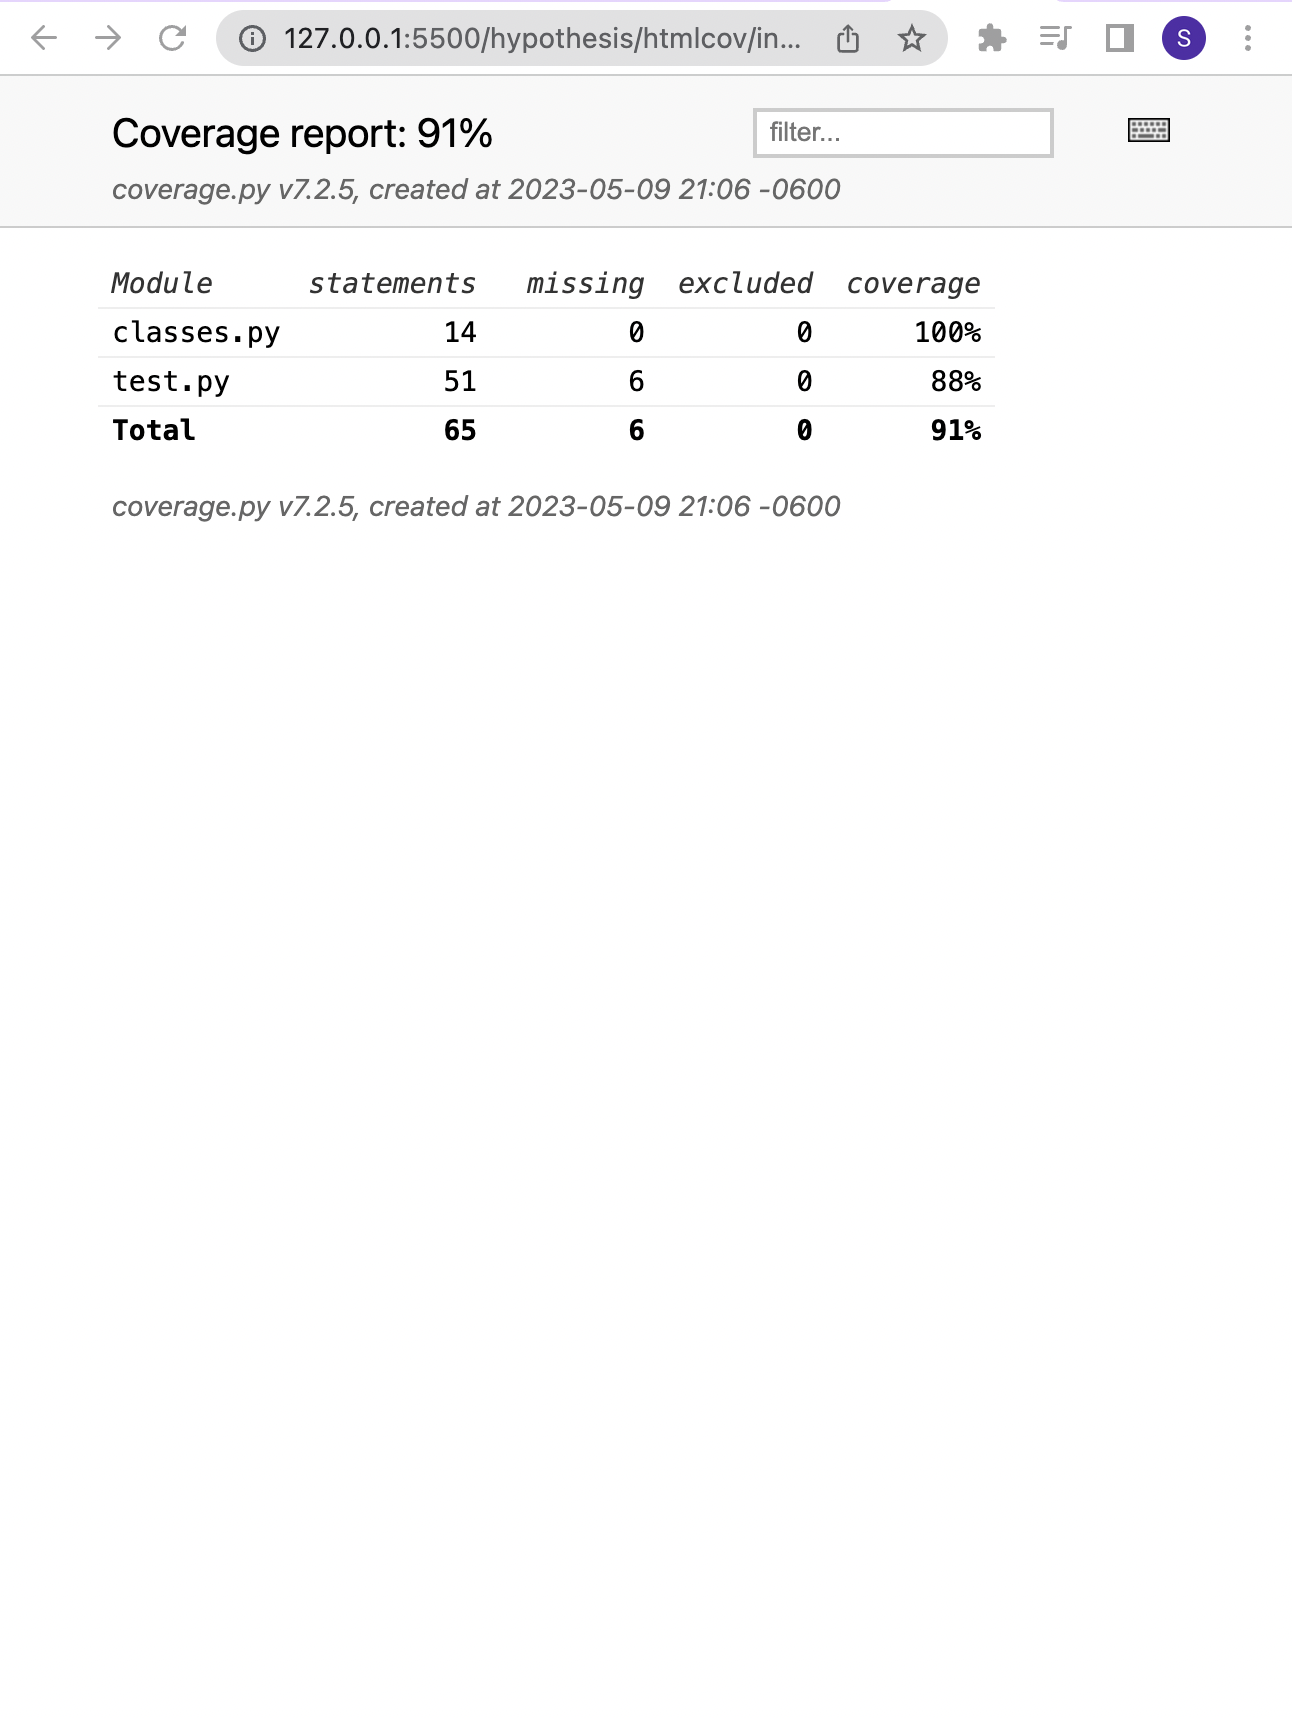 127.0.0.1:5500/hypothesis/htmlcov/in...
S
Coverage report: 91%
filter...
coverage.py v7.2.5, created at 2023-05-09 21:06 -0600
Module statements missing excluded coverage
classes.py 14 0 0 100%
test.py 51 6 0 88%
Total 65 6 0 91%
coverage.py v7.2.5, created at 2023-05-09 21:06 -0600